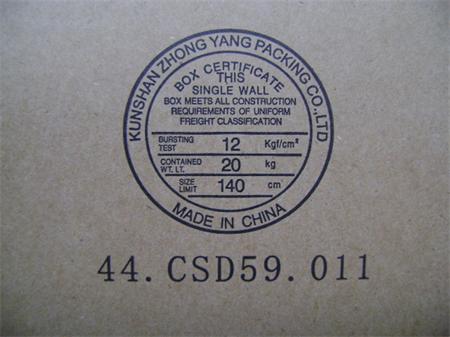 KUNSHAN ZHONG YANG PACKING CO.,LTD
BOX CERTIFICATE
THIS
SINGLE WALL
BOX MEETS ALL CONSTRUCTION
REQUIREMENTS OF UNIFORM
FREIGHT CLASSIFICATION
BURSTING TEST 12 Kgf/cm²
CONTAINED WT. LT. 20 kg
SIZE LIMIT 140 cm
MADE IN CHINA
44.CSD59.011